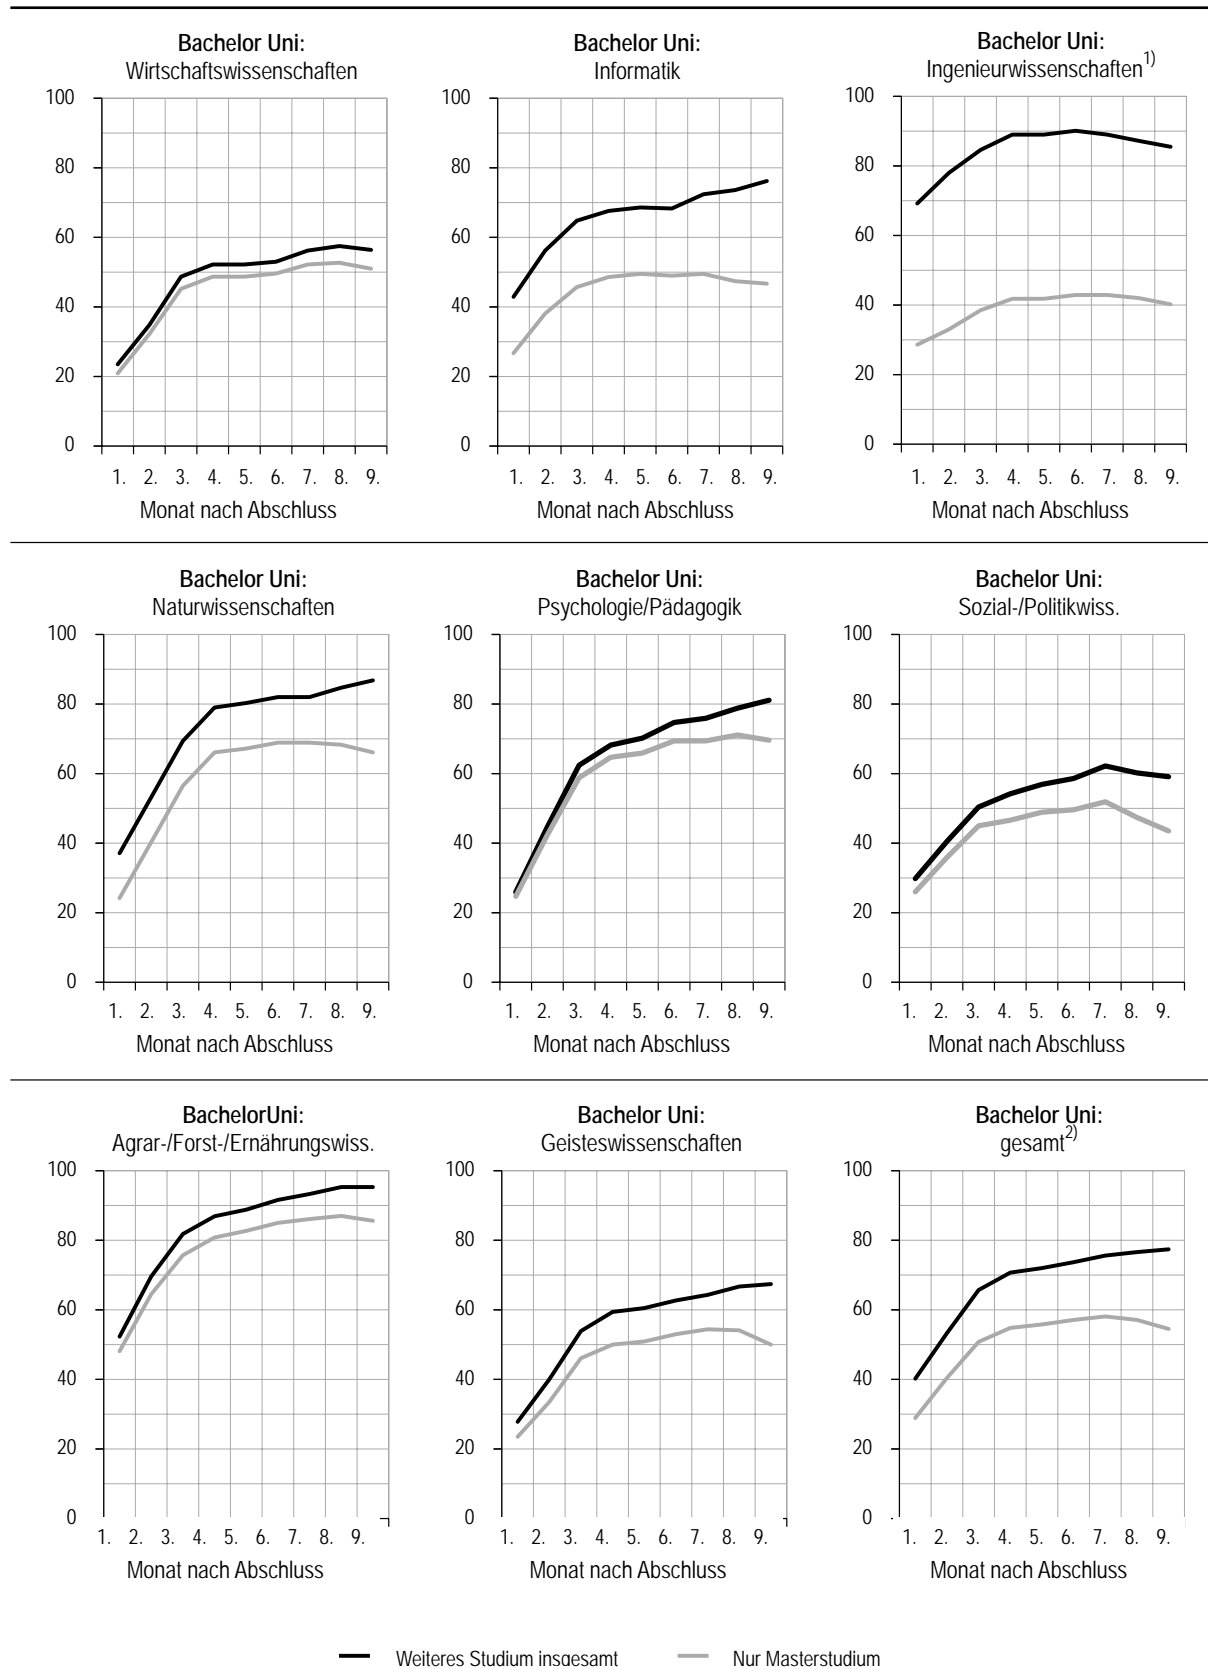 Bachelor Uni:
Wirtschaftswissenschaften
100
80
60
40
20
0
1. 2. 3. 4. 5. 6. 7. 8. 9.
Monat nach Abschluss
Bachelor Uni:
Informatik
100
80
60
40
20
0
1. 2. 3. 4. 5. 6. 7. 8. 9.
Monat nach Abschluss
Bachelor Uni:
Ingenieurwissenschaften1)
100
80
60
40
20
0
1. 2. 3. 4. 5. 6. 7. 8. 9.
Monat nach Abschluss
Bachelor Uni:
Naturwissenschaften
100
80
60
40
20
0
1. 2. 3. 4. 5. 6. 7. 8. 9.
Monat nach Abschluss
Bachelor Uni:
Psychologie/Pädagogik
100
80
60
40
20
0
1. 2. 3. 4. 5. 6. 7. 8. 9.
Monat nach Abschluss
Bachelor Uni:
Sozial-/Politikwiss.
100
80
60
40
20
0
1. 2. 3. 4. 5. 6. 7. 8. 9.
Monat nach Abschluss
BachelorUni:
Agrar-/Forst-/Ernährungswiss.
100
80
60
40
20
0
1. 2. 3. 4. 5. 6. 7. 8. 9.
Monat nach Abschluss
Bachelor Uni:
Geisteswissenschaften
100
80
60
40
20
0
1. 2. 3. 4. 5. 6. 7. 8. 9.
Monat nach Abschluss
Bachelor Uni:
gesamt2)
100
80
60
40
20
0
1. 2. 3. 4. 5. 6. 7. 8. 9.
Monat nach Abschluss
Weiteres Studium insgesamt Nur Masterstudium